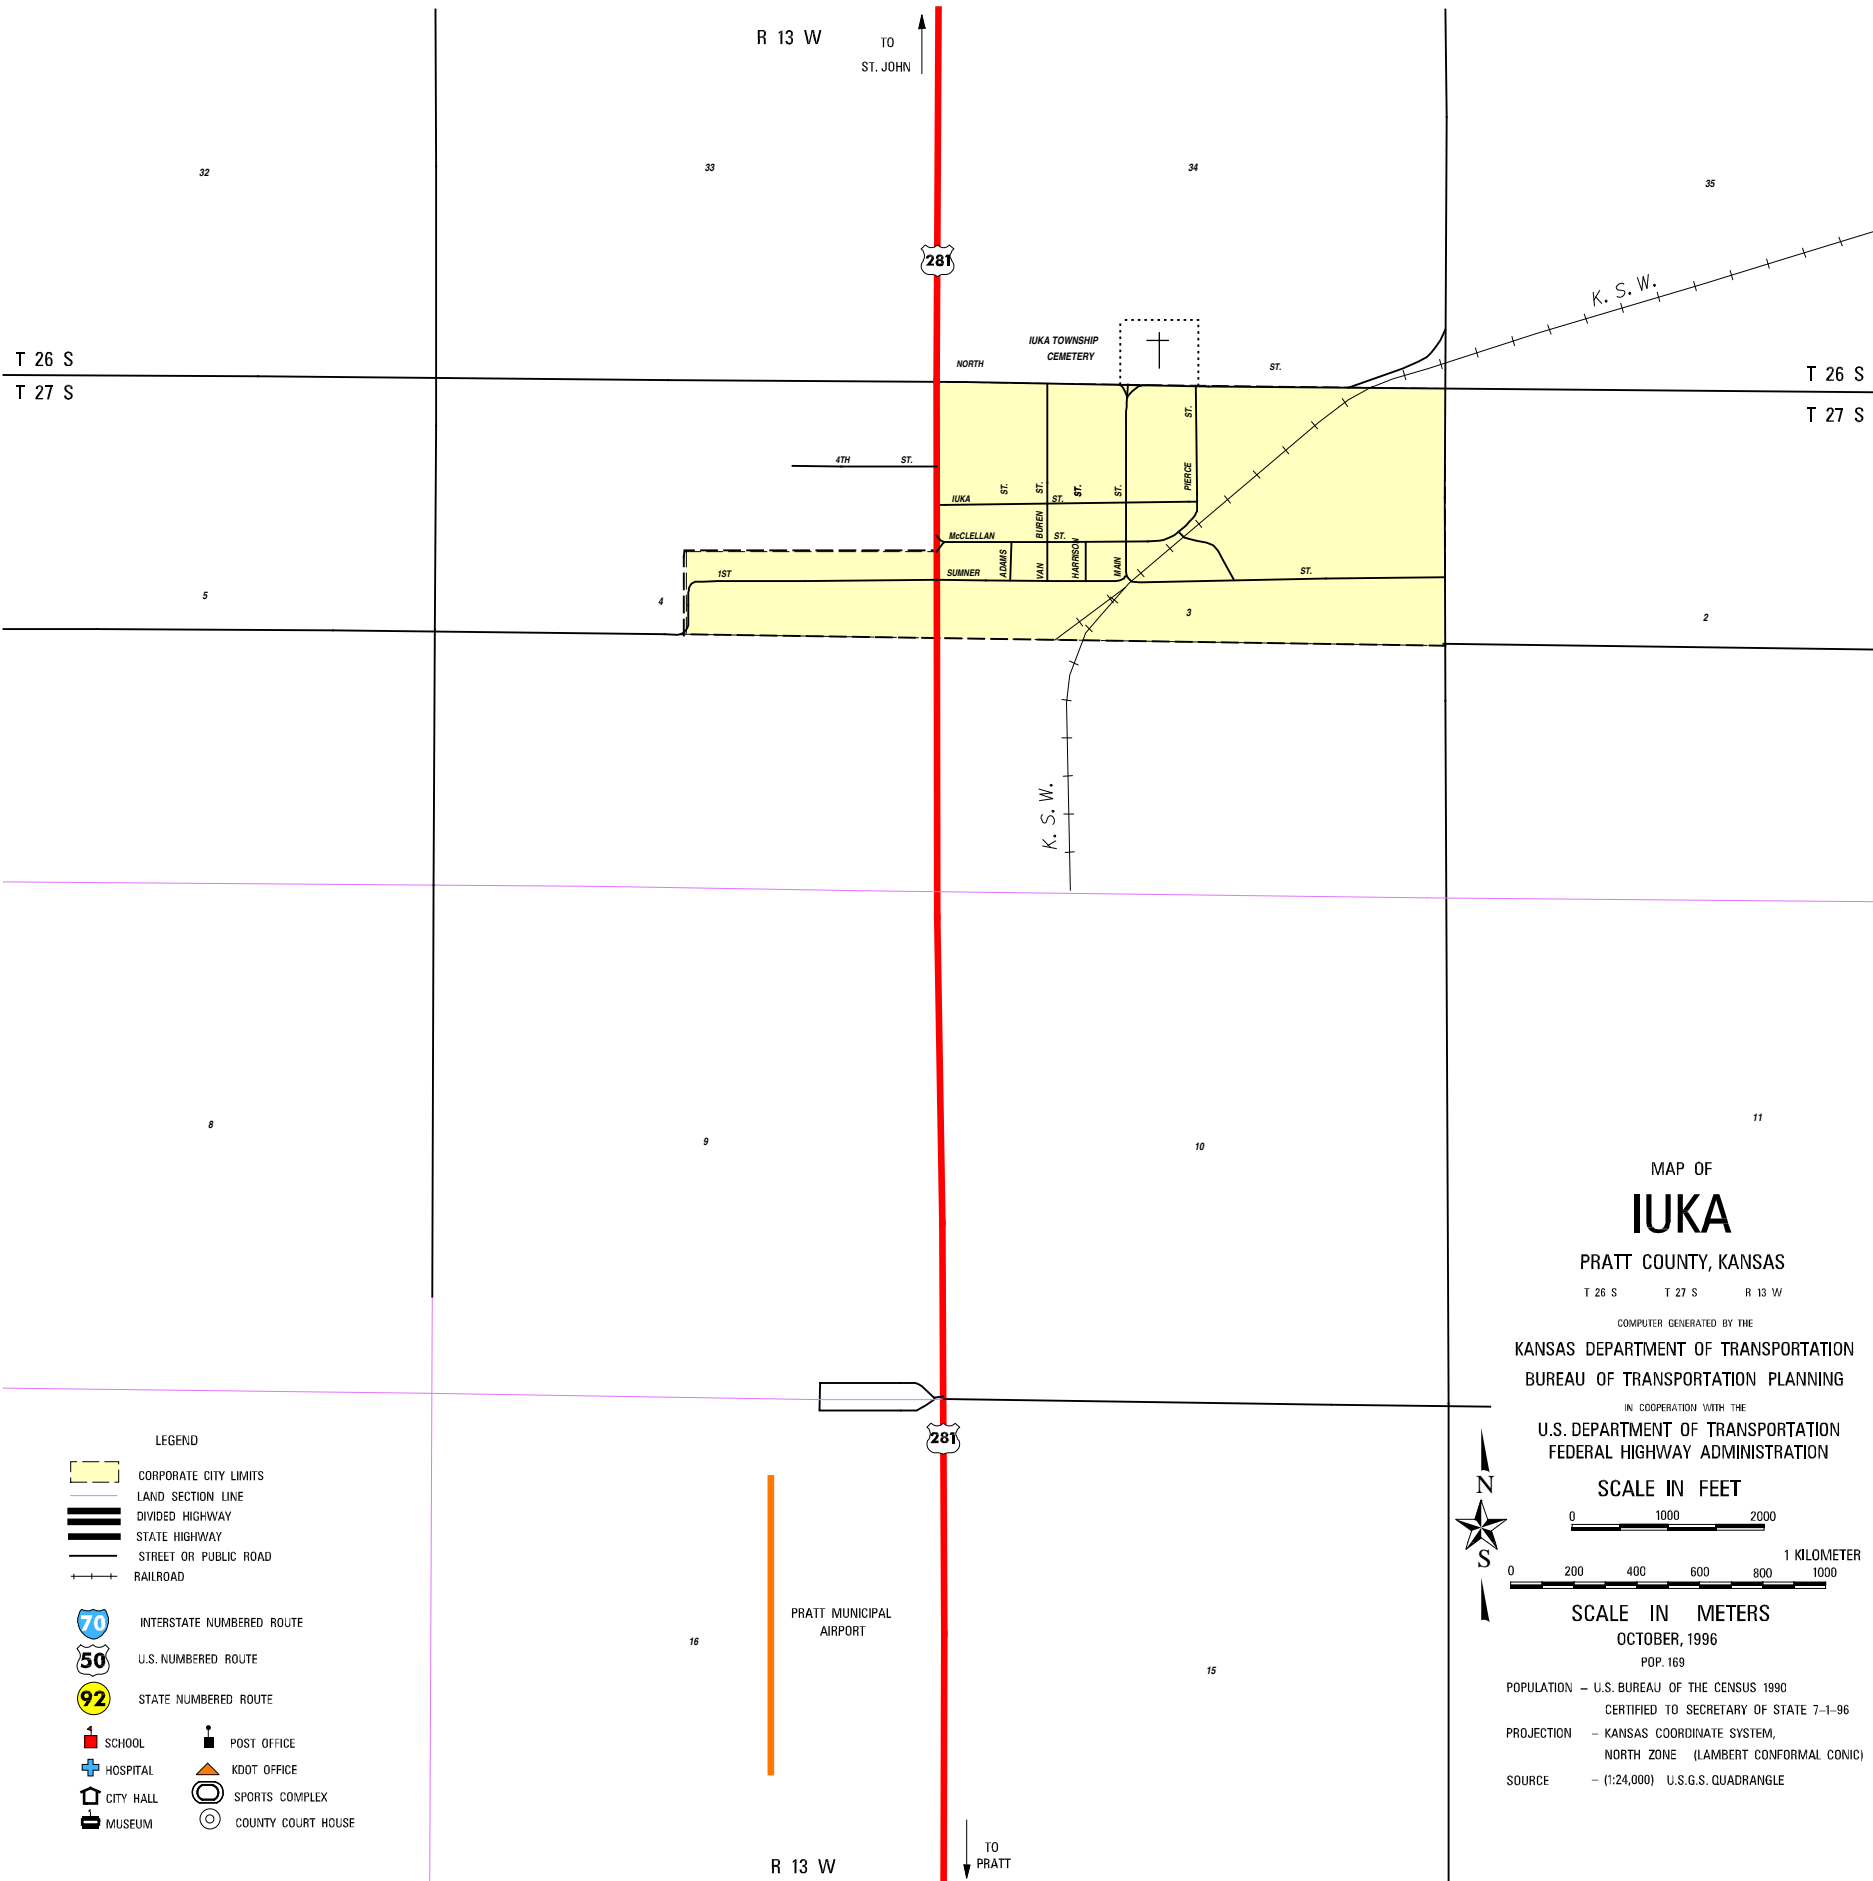 R 13 W
TO
ST. JOHN
32
33
34
35
281
K. S. W.
IUKA TOWNSHIP
CEMETERY
NORTH ST.
T 26 S
T 27 S
T 26 S
T 27 S
4TH ST.
IUKA ST.
McCLELLAN ST.
1ST
SUMNER ST.
ADAMS ST.
VAN BUREN ST.
HARRISON ST.
MAIN ST.
PIERCE ST.
5
4
3
2
K. S. W.
8
9
10
11
281
16
15
PRATT MUNICIPAL
AIRPORT
R 13 W
TO
PRATT
LEGEND
CORPORATE CITY LIMITS
LAND SECTION LINE
DIVIDED HIGHWAY
STATE HIGHWAY
STREET OR PUBLIC ROAD
RAILROAD
70 INTERSTATE NUMBERED ROUTE
50 U.S. NUMBERED ROUTE
92 STATE NUMBERED ROUTE
SCHOOL POST OFFICE
HOSPITAL KDOT OFFICE
CITY HALL SPORTS COMPLEX
MUSEUM COUNTY COURT HOUSE
MAP OF
IUKA
PRATT COUNTY, KANSAS
T 26 S T 27 S R 13 W
COMPUTER GENERATED BY THE
KANSAS DEPARTMENT OF TRANSPORTATION
BUREAU OF TRANSPORTATION PLANNING
IN COOPERATION WITH THE
U.S. DEPARTMENT OF TRANSPORTATION
FEDERAL HIGHWAY ADMINISTRATION
N
S
SCALE IN FEET
0 1000 2000
1 KILOMETER
0 200 400 600 800 1000
SCALE IN METERS
OCTOBER, 1996
POP. 169
POPULATION – U.S. BUREAU OF THE CENSUS 1990
CERTIFIED TO SECRETARY OF STATE 7–1–96
PROJECTION – KANSAS COORDINATE SYSTEM,
NORTH ZONE (LAMBERT CONFORMAL CONIC)
SOURCE – (1:24,000) U.S.G.S. QUADRANGLE